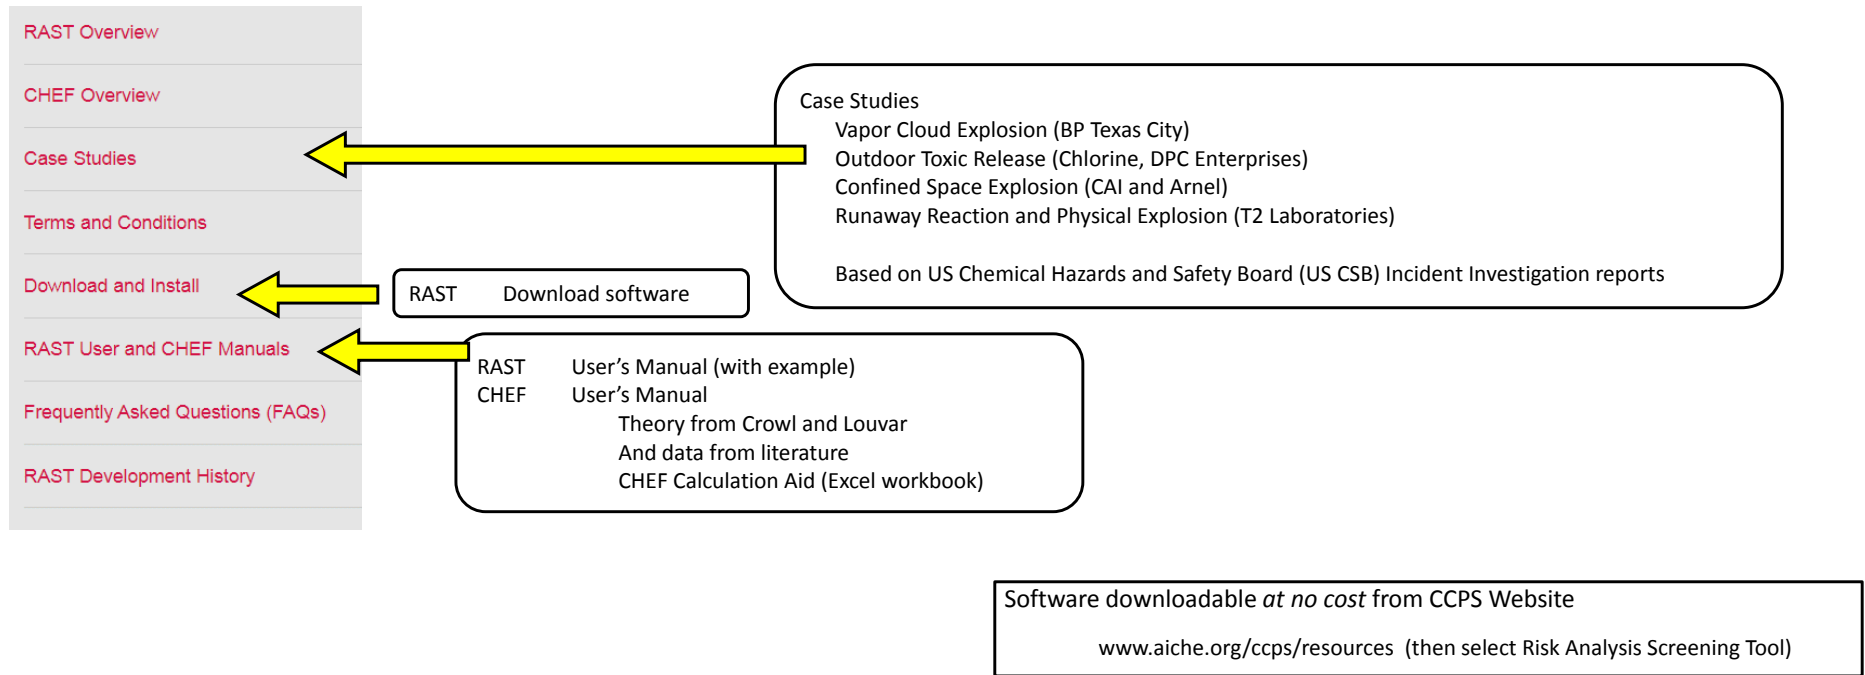 RAST Overview
CHEF Overview
Case Studies
Terms and Conditions
Download and Install
RAST User and CHEF Manuals
Frequently Asked Questions (FAQs)
RAST Development History
Case Studies
Vapor Cloud Explosion (BP Texas City)
Outdoor Toxic Release (Chlorine, DPC Enterprises)
Confined Space Explosion (CAI and Arnel)
Runaway Reaction and Physical Explosion (T2 Laboratories)
Based on US Chemical Hazards and Safety Board (US CSB) Incident Investigation reports
RAST Download software
RAST User’s Manual (with example)
CHEF User’s Manual
Theory from Crowl and Louvar
And data from literature
CHEF Calculation Aid (Excel workbook)
Software downloadable at no cost from CCPS Website
www.aiche.org/ccps/resources (then select Risk Analysis Screening Tool)